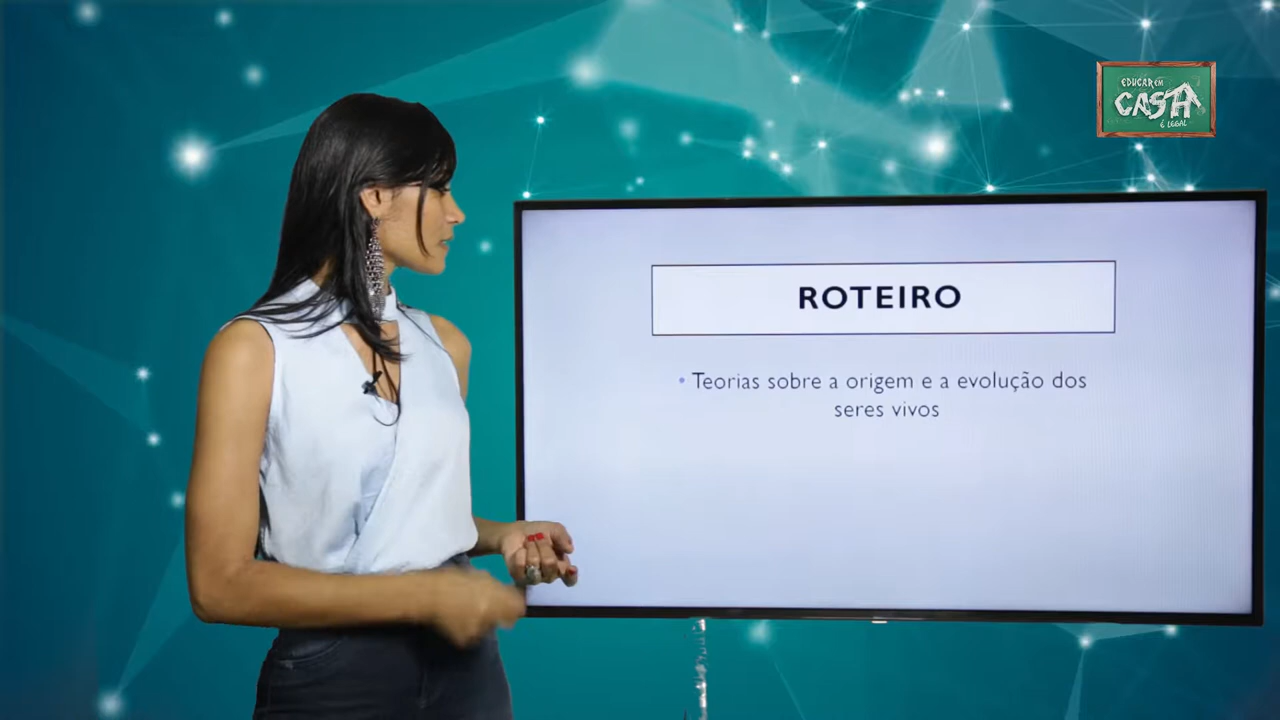 EDUCAR EM
CASA
É LEGAL
ROTEIRO
• Teorias sobre a origem e a evolução dos
seres vivos